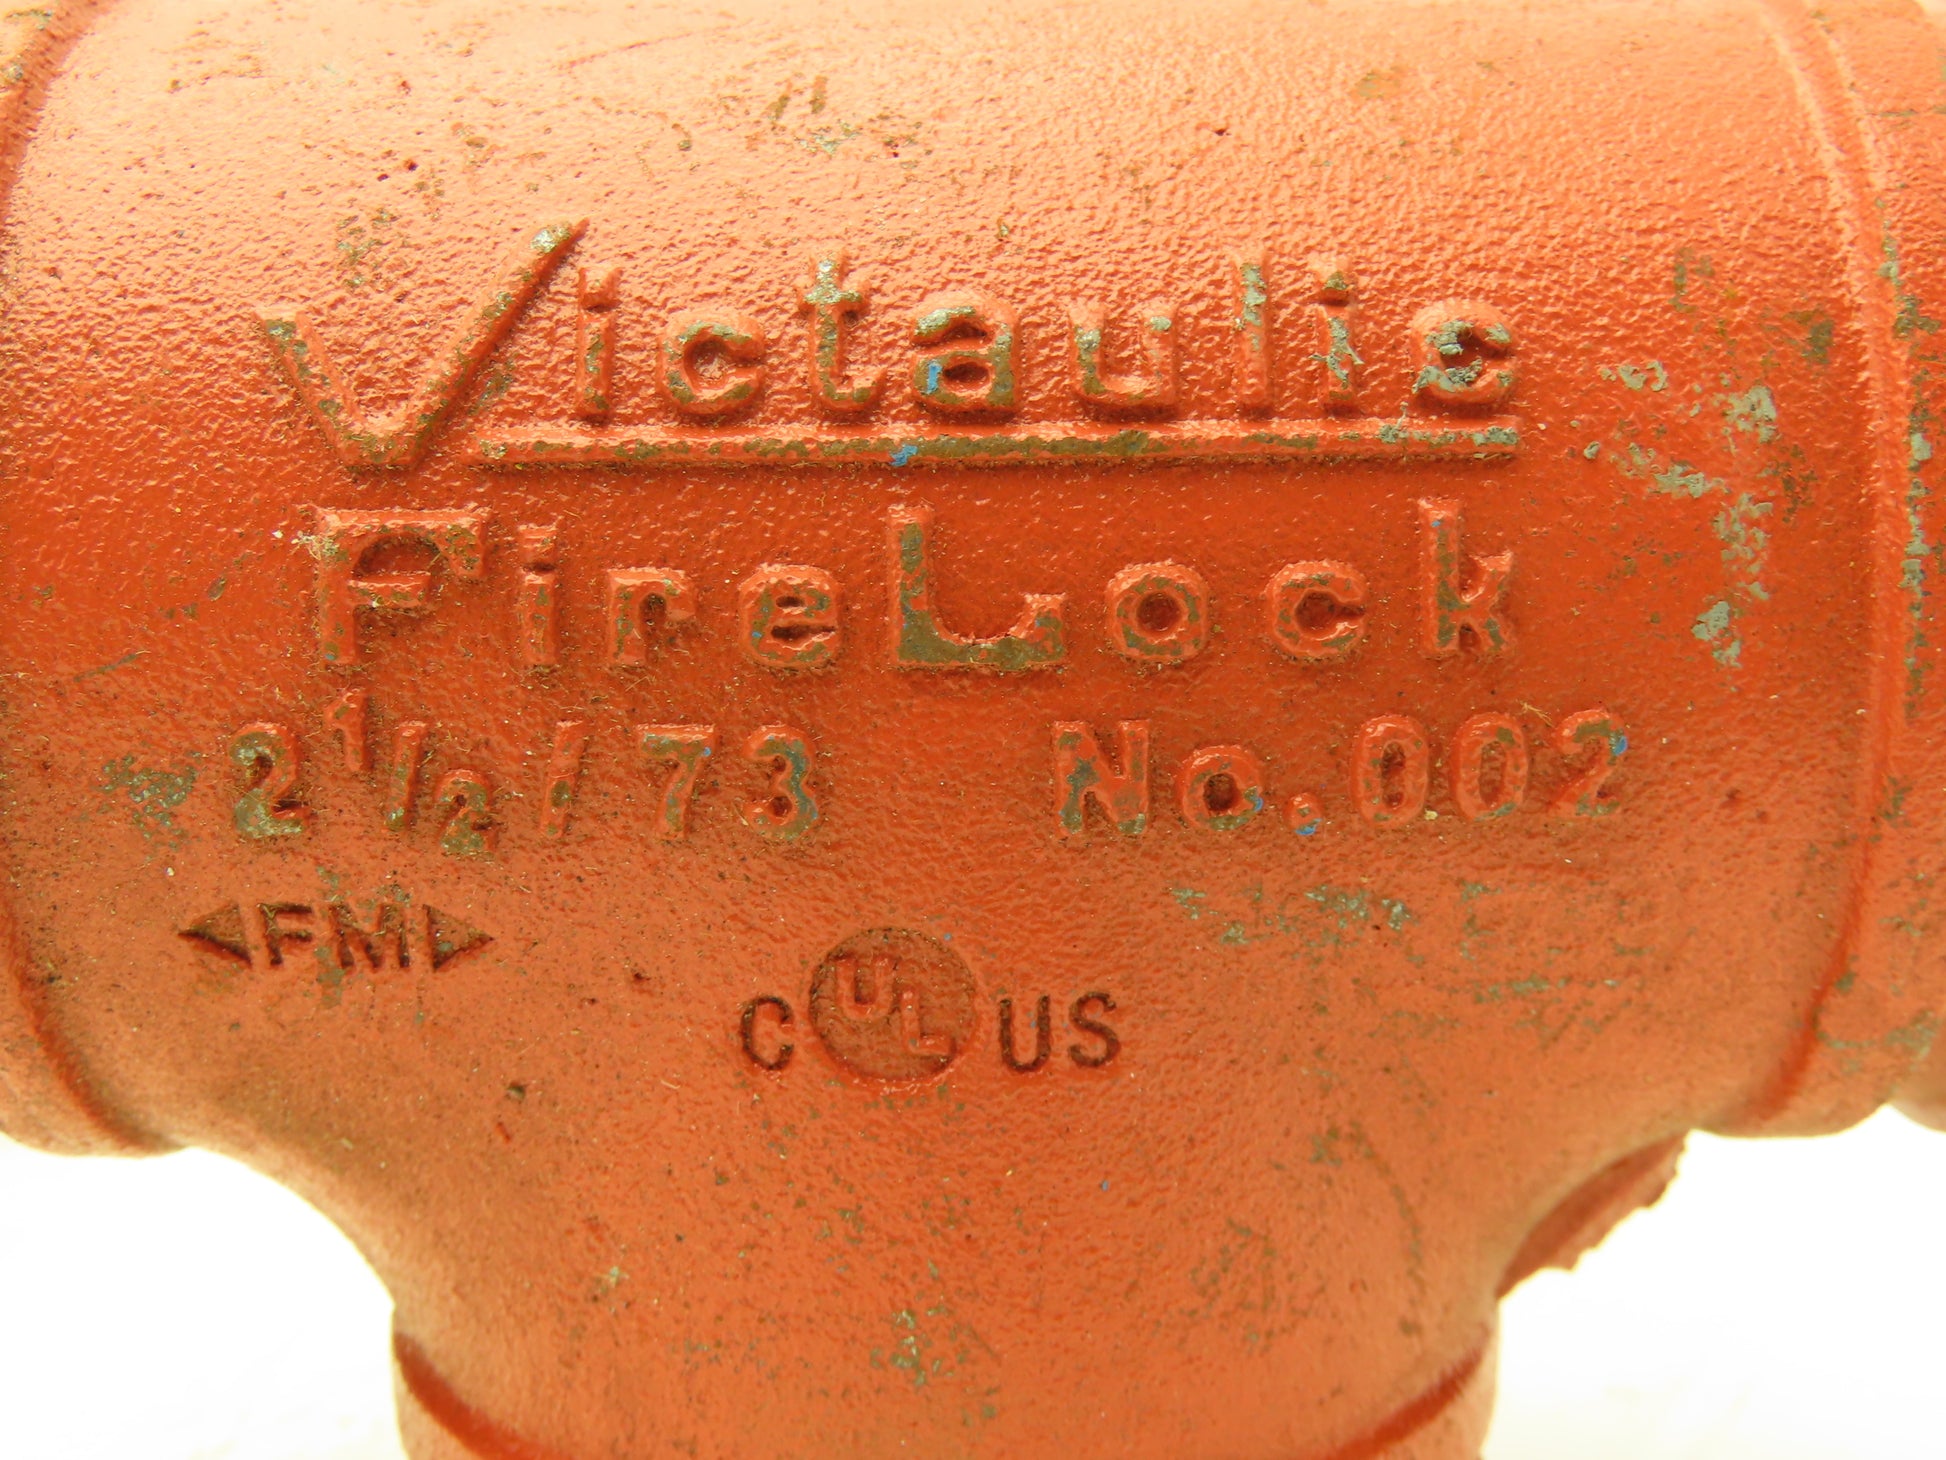 Victaulic
FireLock
2 1/2 / 73 No. 002
FM
C UL US